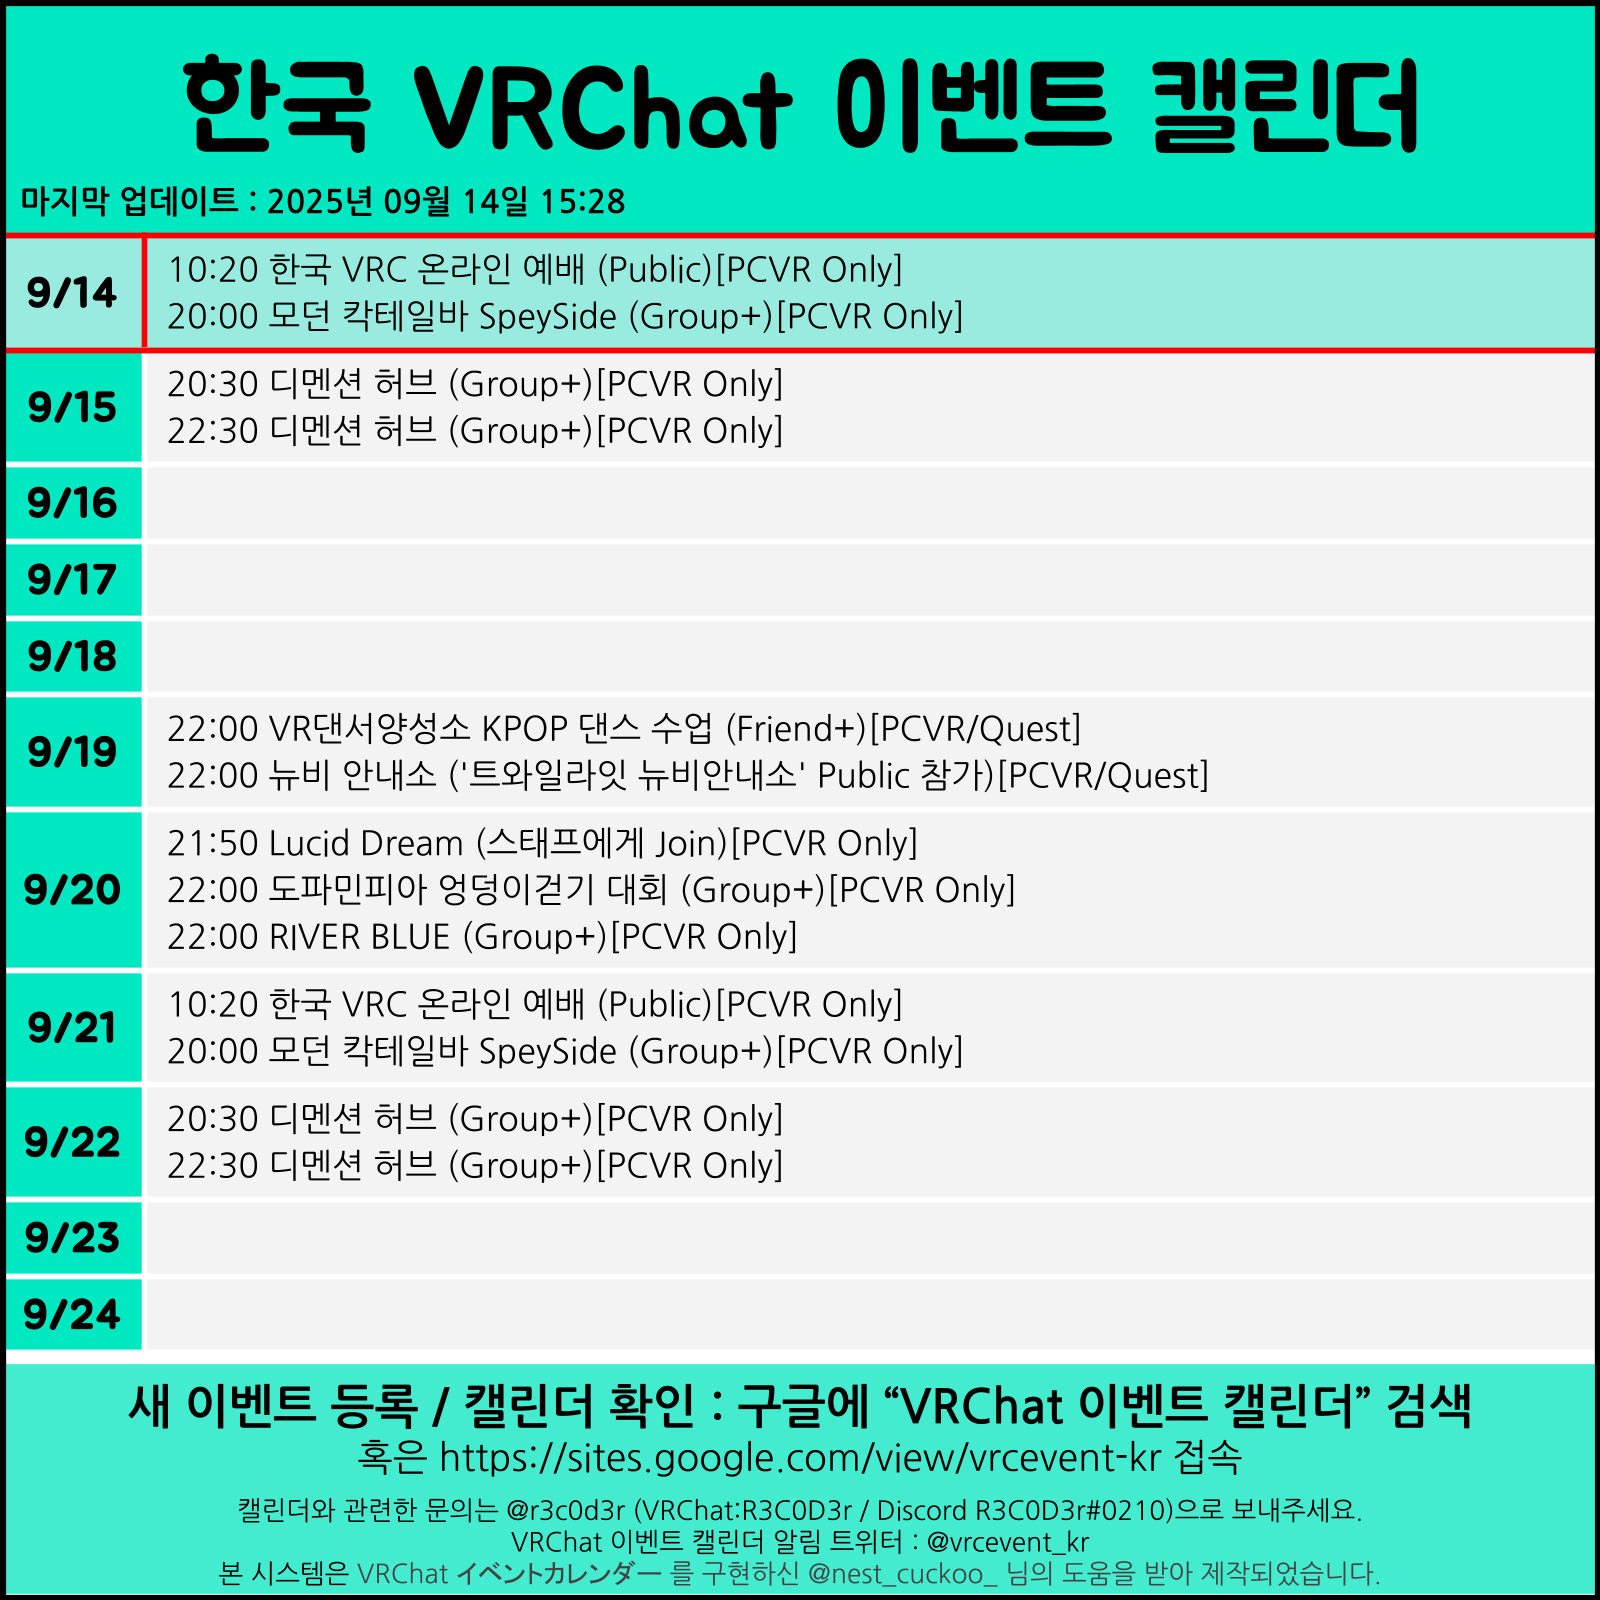 한국 VRChat 이벤트 캘린더
마지막 업데이트 : 2025년 09월 14일 15:28
9/14
10:20 한국 VRC 온라인 예배 (Public)[PCVR Only]
20:00 모던 칵테일바 SpeySide (Group+)[PCVR Only]
9/15
20:30 디멘션 허브 (Group+)[PCVR Only]
22:30 디멘션 허브 (Group+)[PCVR Only]
9/16
9/17
9/18
9/19
22:00 VR댄서양성소 KPOP 댄스 수업 (Friend+)[PCVR/Quest]
22:00 뉴비 안내소 ('트와일라잇 뉴비안내소' Public 참가)[PCVR/Quest]
9/20
21:50 Lucid Dream (스태프에게 Join)[PCVR Only]
22:00 도파민피아 엉덩이걷기 대회 (Group+)[PCVR Only]
22:00 RIVER BLUE (Group+)[PCVR Only]
9/21
10:20 한국 VRC 온라인 예배 (Public)[PCVR Only]
20:00 모던 칵테일바 SpeySide (Group+)[PCVR Only]
9/22
20:30 디멘션 허브 (Group+)[PCVR Only]
22:30 디멘션 허브 (Group+)[PCVR Only]
9/23
9/24
새 이벤트 등록 / 캘린더 확인 : 구글에 “VRChat 이벤트 캘린더” 검색
혹은 https://sites.google.com/view/vrcevent-kr 접속
캘린더와 관련한 문의는 @r3c0d3r (VRChat:R3C0D3r / Discord R3C0D3r#0210)으로 보내주세요.
VRChat 이벤트 캘린더 알림 트위터 : @vrcevent_kr
본 시스템은 VRChat イベントカレンダー 를 구현하신 @nest_cuckoo_ 님의 도움을 받아 제작되었습니다.